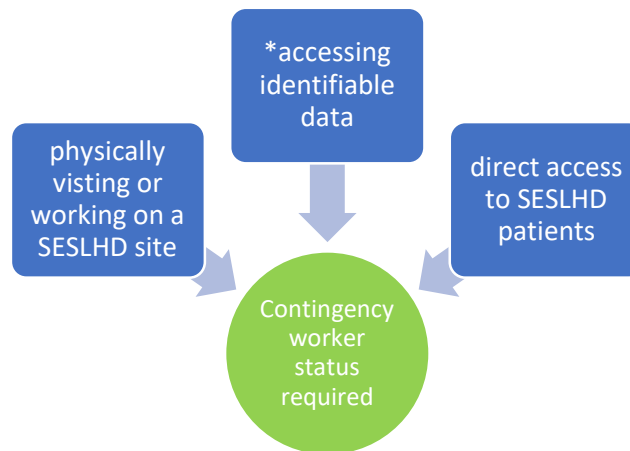 *accessing
identifiable
data
physically
visting or
working on a
SESLHD site
direct access
to SESLHD
patients
Contingency
worker
status
required